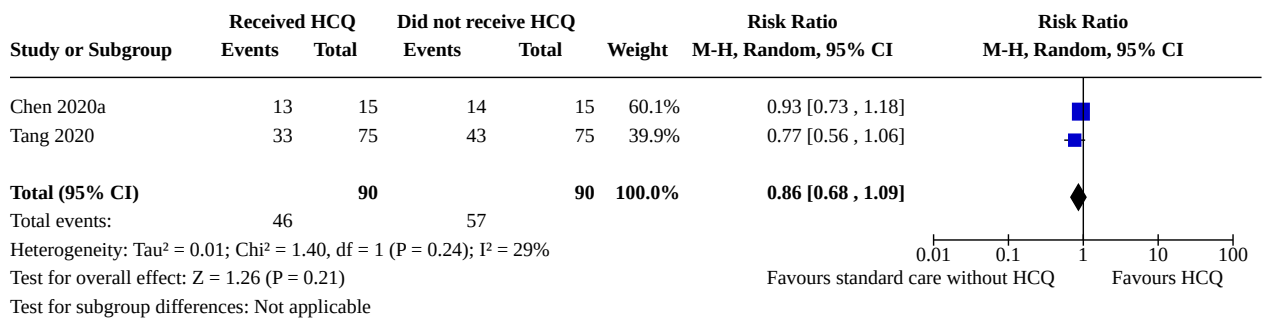 Received HCQ Did not receive HCQ Risk Ratio Risk Ratio
Study or Subgroup Events Total Events Total Weight M-H, Random, 95% CI M-H, Random, 95% CI
Chen 2020a 13 15 14 15 60.1% 0.93 [0.73 , 1.18]
Tang 2020 33 75 43 75 39.9% 0.77 [0.56 , 1.06]
Total (95% CI) 90 90 100.0% 0.86 [0.68 , 1.09]
Total events: 46 57
Heterogeneity: Tau² = 0.01; Chi² = 1.40, df = 1 (P = 0.24); I² = 29%
0.01 0.1 1 10 100
Test for overall effect: Z = 1.26 (P = 0.21) Favours standard care without HCQ Favours HCQ
Test for subgroup differences: Not applicable